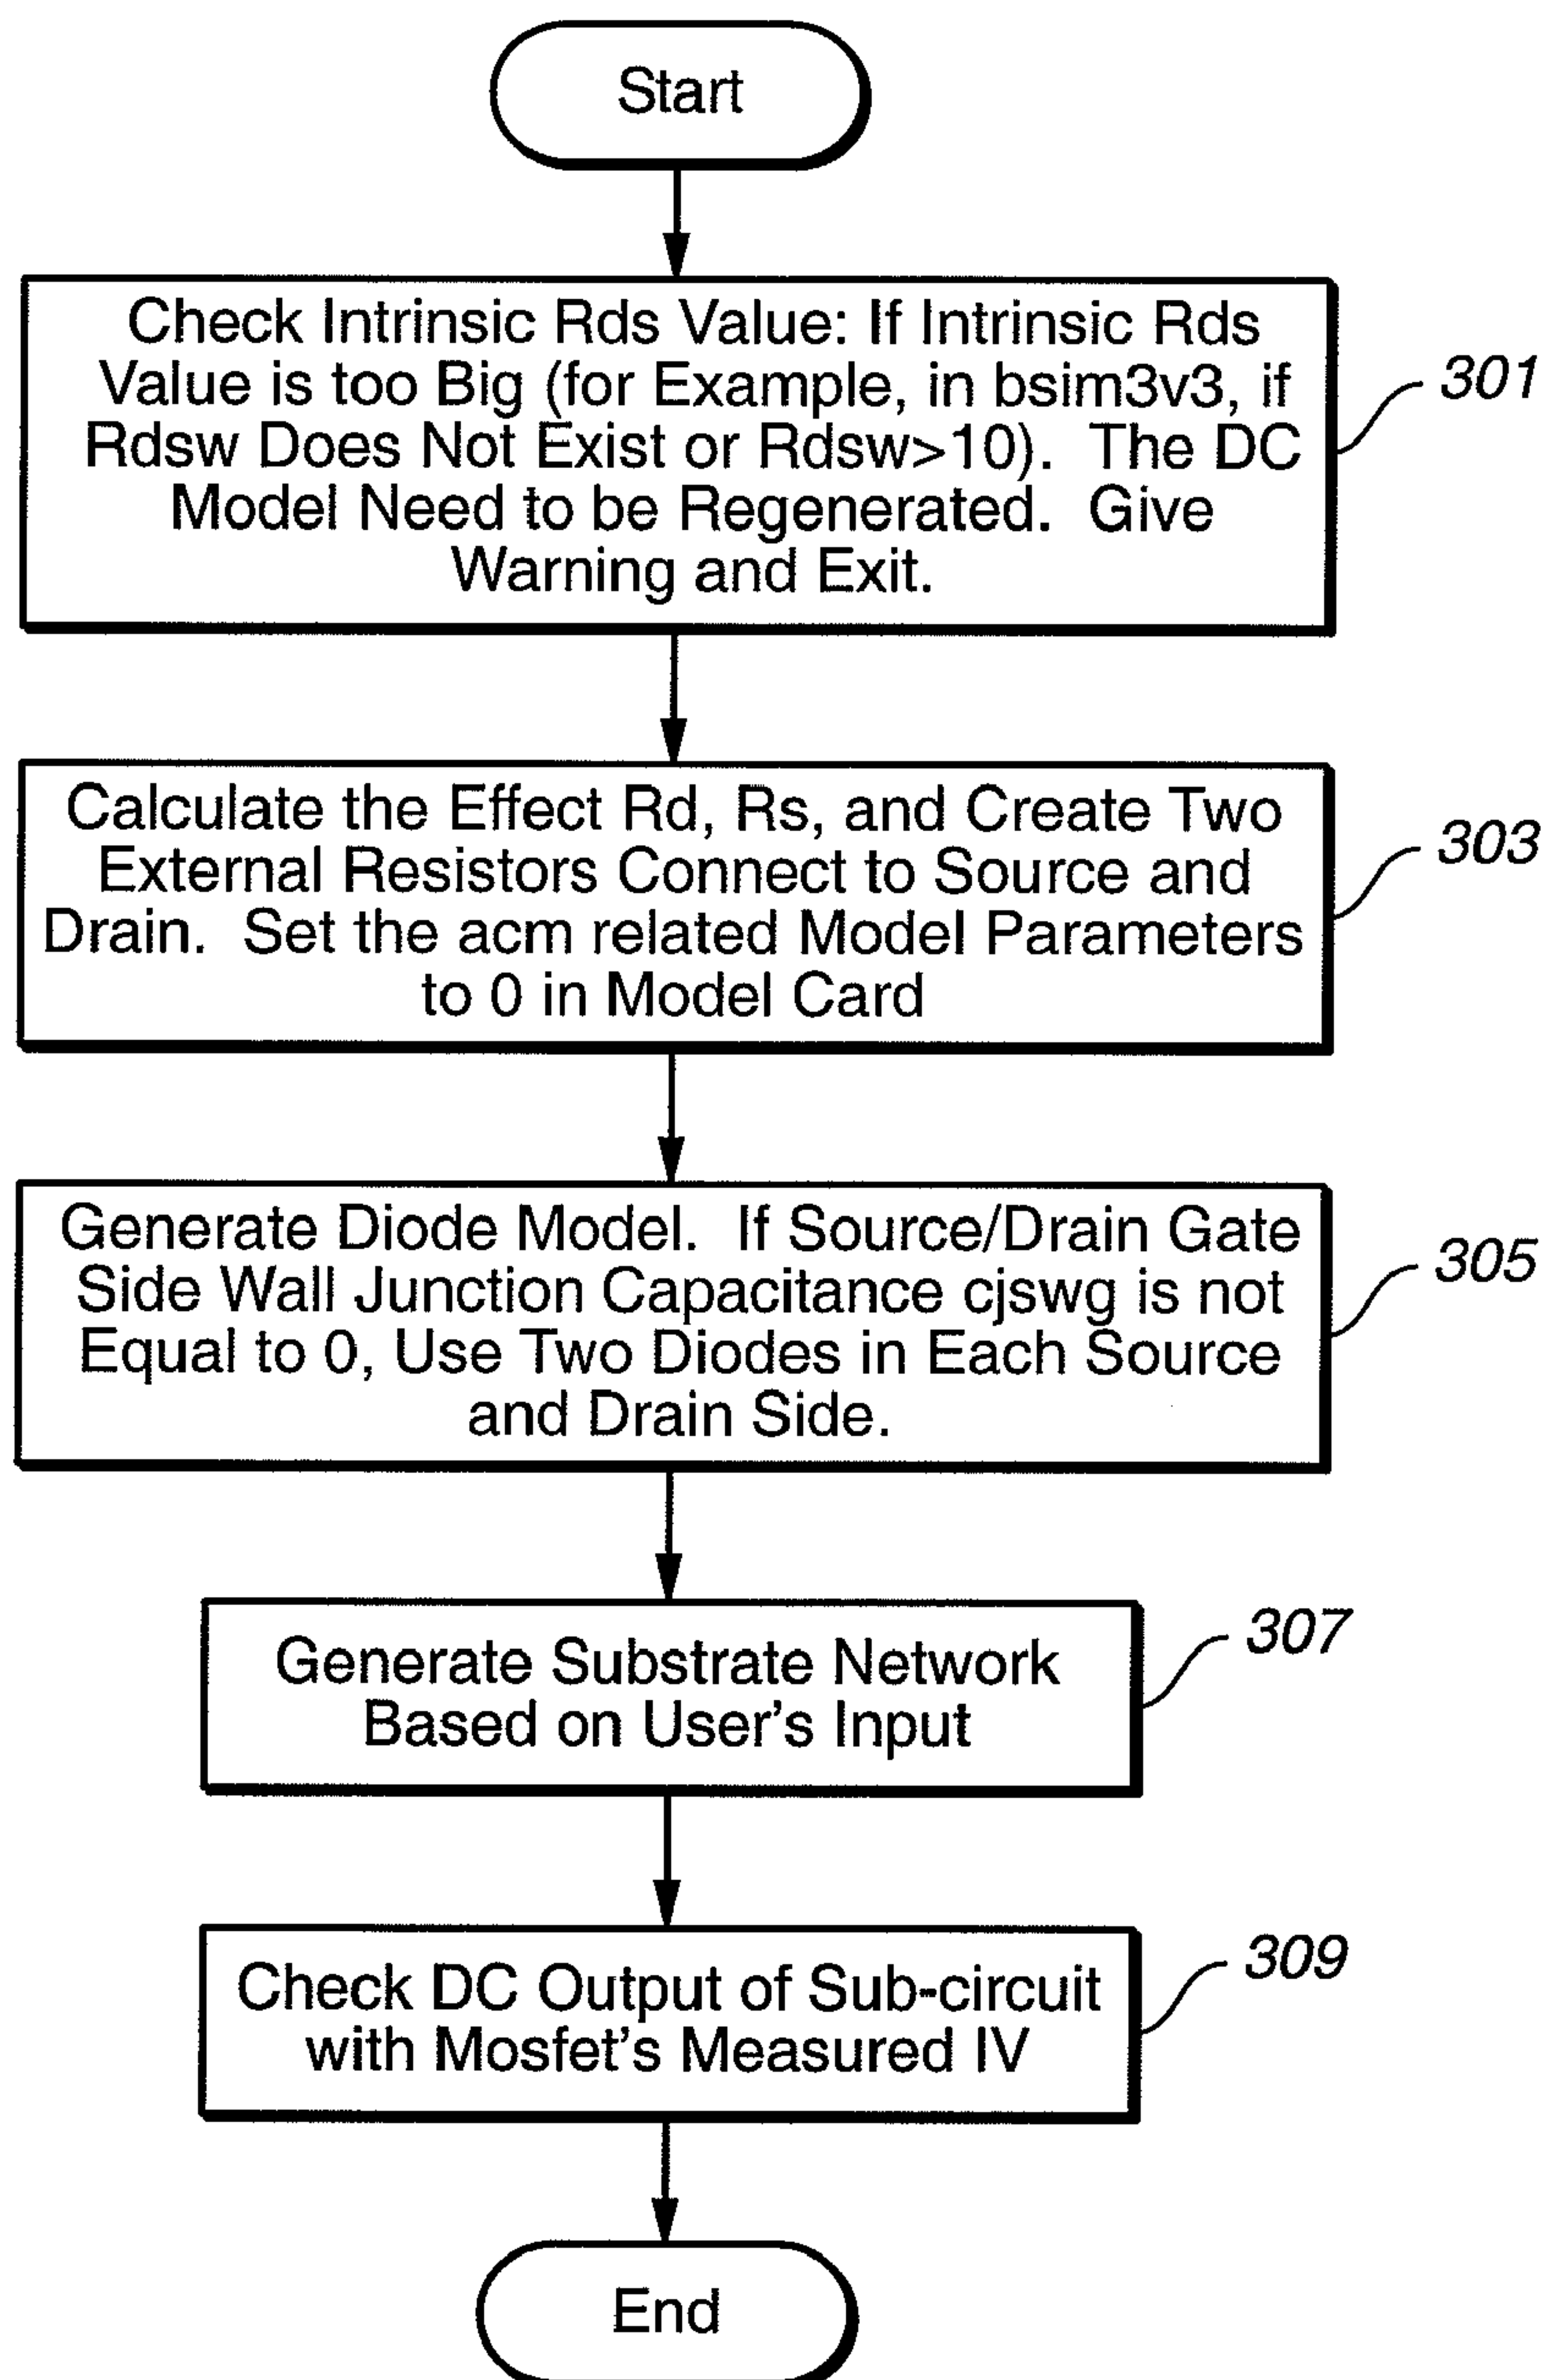 Start
Check Intrinsic Rds Value: If Intrinsic Rds
Value is too Big (for Example, in bsim3v3, if
Rdsw Does Not Exist or Rdsw>10). The DC
Model Need to be Regenerated. Give
Warning and Exit.
301
Calculate the Effect Rd, Rs, and Create Two
External Resistors Connect to Source and
Drain. Set the acm related Model Parameters
to 0 in Model Card
303
Generate Diode Model. If Source/Drain Gate
Side Wall Junction Capacitance cjswg is not
Equal to 0, Use Two Diodes in Each Source
and Drain Side.
305
Generate Substrate Network
Based on User's Input
307
Check DC Output of Sub-circuit
with Mosfet's Measured IV
309
End